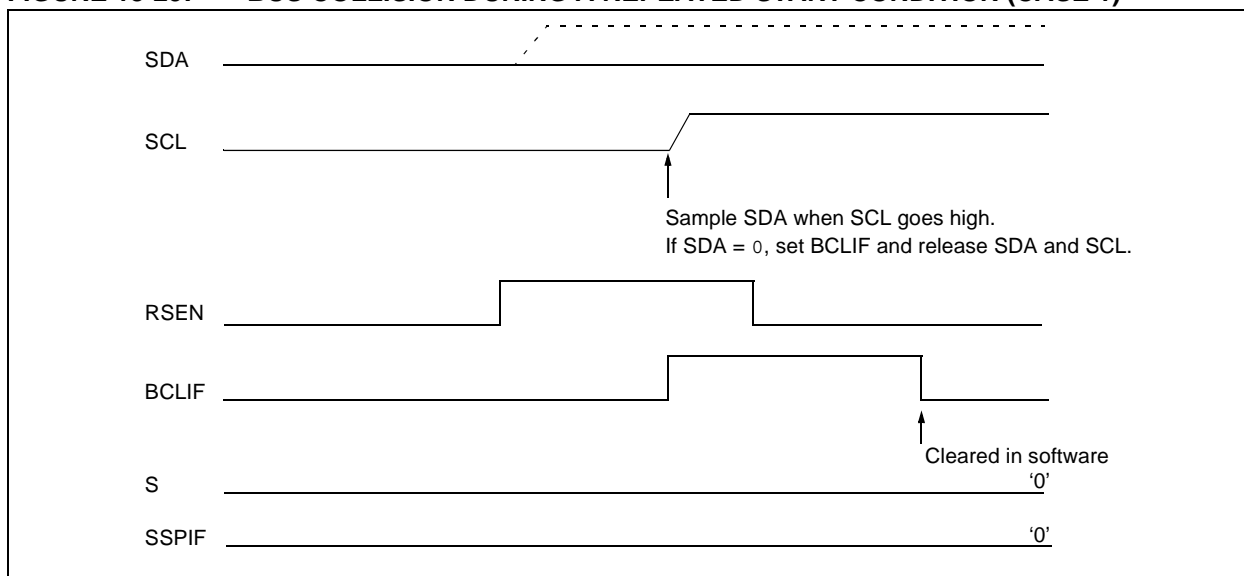 SDA
SCL
Sample SDA when SCL goes high.
If SDA = 0, set BCLIF and release SDA and SCL.
RSEN
BCLIF
Cleared in software
S
‘0’
SSPIF
‘0’